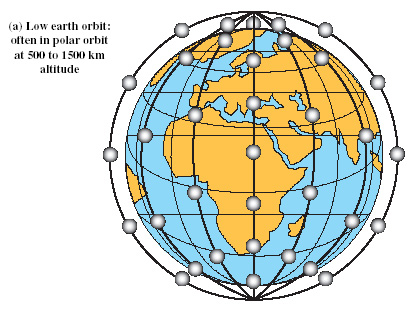 (a) Low earth orbit:
often in polar orbit
at 500 to 1500 km
altitude